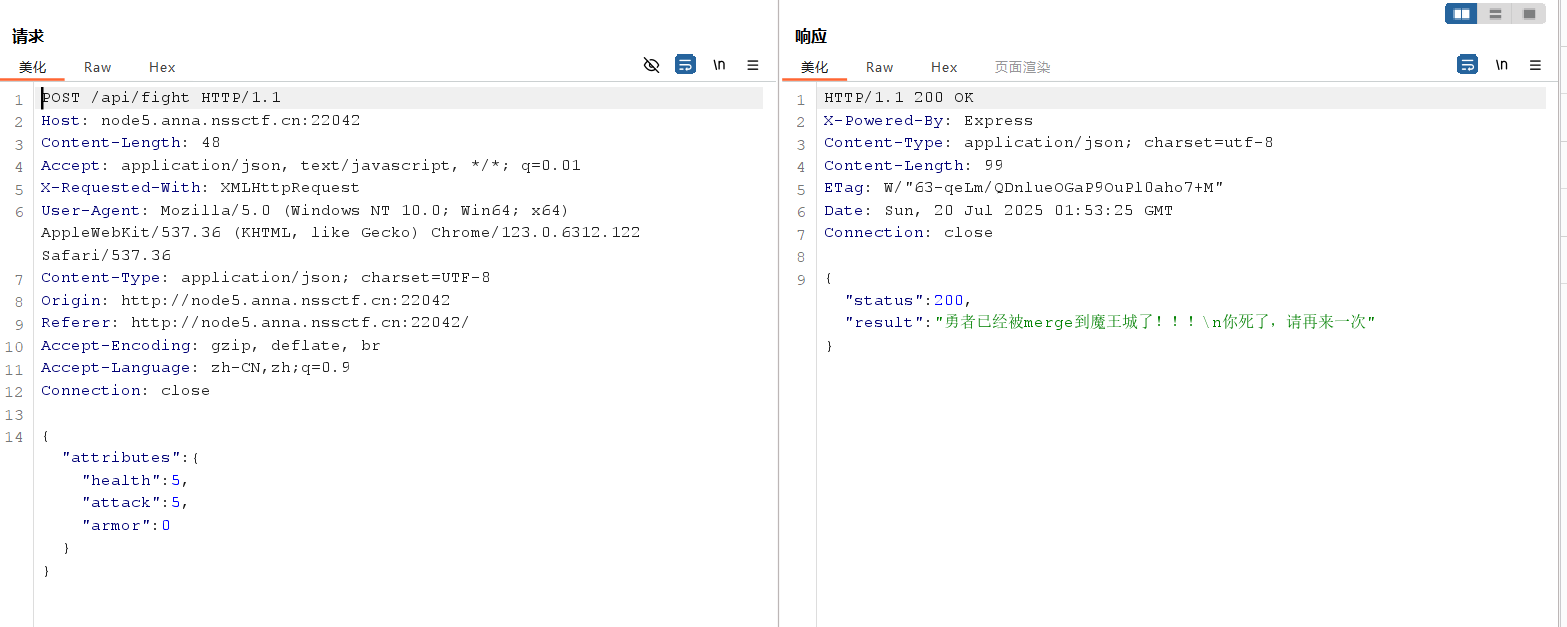 请求
美化 Raw Hex \n
1 POST /api/fight HTTP/1.1
2 Host: node5.anna.nssctf.cn:22042
3 Content-Length: 48
4 Accept: application/json, text/javascript, */*; q=0.01
5 X-Requested-With: XMLHttpRequest
6 User-Agent: Mozilla/5.0 (Windows NT 10.0; Win64; x64)
AppleWebKit/537.36 (KHTML, like Gecko) Chrome/123.0.6312.122
Safari/537.36
7 Content-Type: application/json; charset=UTF-8
8 Origin: http://node5.anna.nssctf.cn:22042
9 Referer: http://node5.anna.nssctf.cn:22042/
10 Accept-Encoding: gzip, deflate, br
11 Accept-Language: zh-CN,zh;q=0.9
12 Connection: close
13
14 {
"attributes":{
"health":5,
"attack":5,
"armor":0
}
}
响应
美化 Raw Hex 页面渲染 \n
1 HTTP/1.1 200 OK
2 X-Powered-By: Express
3 Content-Type: application/json; charset=utf-8
4 Content-Length: 99
5 ETag: W/"63-qeLm/QDnlueOGaP9OuPl0aho7+M"
6 Date: Sun, 20 Jul 2025 01:53:25 GMT
7 Connection: close
8
9 {
"status":200,
"result":"勇者已经被merge到魔王城了！！！\n你死了，请再来一次"
}